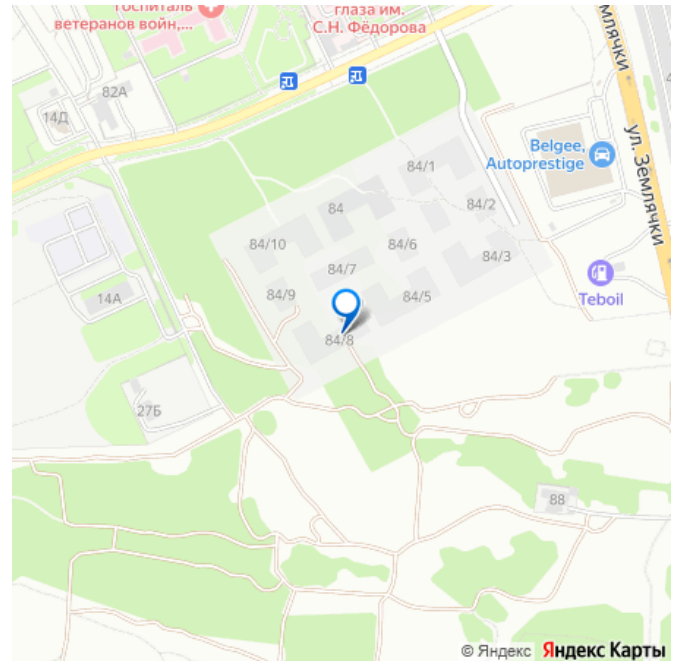 госпиталь
ветеранов войн,...
глаза им.
С.Н. Фёдорова
82А
14Д
84/1
Belgee,
Autoprestige
ул. Землячки
84/2
84
84/10
84/6
84/3
84/7
84/9
84/5
Teboil
14А
84/8
27Б
88
© Яндекс Яндекс Карты